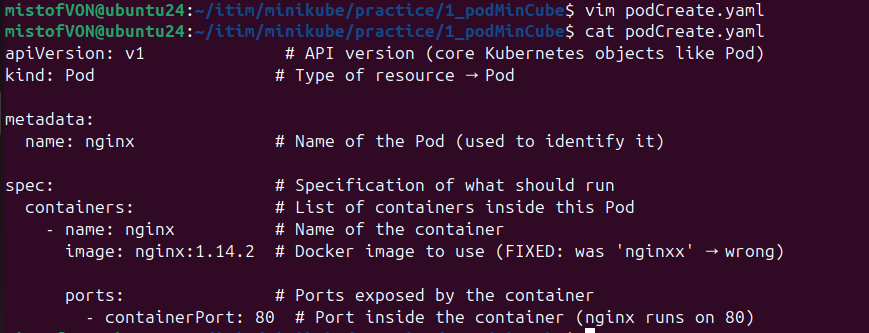 mistofVON@ubuntu24:~/itim/minikube/practice/1_podMinCube$ vim podCreate.yaml
mistofVON@ubuntu24:~/itim/minikube/practice/1_podMinCube$ cat podCreate.yaml
apiVersion: v1              # API version (core Kubernetes objects like Pod)
kind: Pod                  # Type of resource → Pod

metadata:
  name: nginx              # Name of the Pod (used to identify it)

spec:                      # Specification of what should run
  containers:              # List of containers inside this Pod
    - name: nginx          # Name of the container
      image: nginx:1.14.2  # Docker image to use (FIXED: was 'nginxx' → wrong)

      ports:               # Ports exposed by the container
        - containerPort: 80  # Port inside the container (nginx runs on 80)